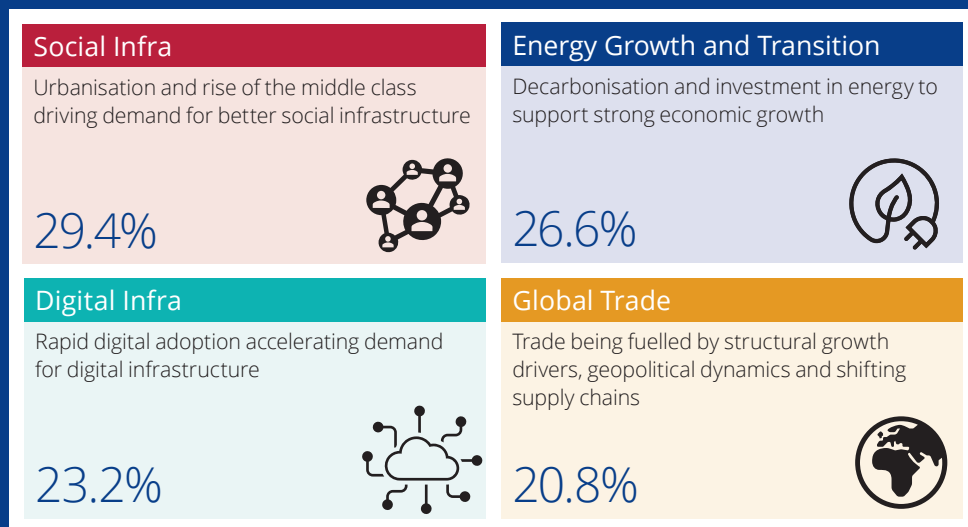 Social Infra
Urbanisation and rise of the middle class
driving demand for better social infrastructure
29.4%
Energy Growth and Transition
Decarbonisation and investment in energy to
support strong economic growth
26.6%
Digital Infra
Rapid digital adoption accelerating demand
for digital infrastructure
23.2%
Global Trade
Trade being fuelled by structural growth
drivers, geopolitical dynamics and shifting
supply chains
20.8%